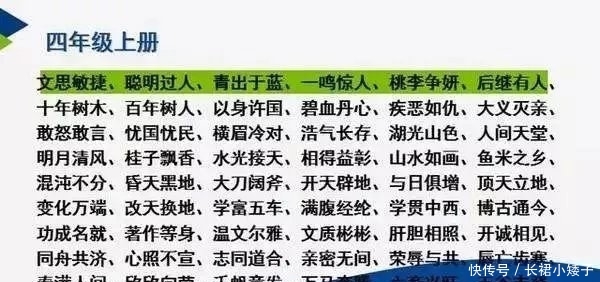 四年级上册
文思敏捷、聪明过人、青出于蓝、一鸣惊人、桃李争妍、后继有人、
十年树木、百年树人、以身许国、碧血丹心、疾恶如仇、大义灭亲、
敢怒敢言、忧国忧民、横眉冷对、浩气长存、湖光山色、人间天堂、
明月清风、桂子飘香、水光接天、相得益彰、山水如画、鱼米之乡、
混沌不分、昏天黑地、大刀阔斧、开天辟地、与日俱增、顶天立地、
变化万端、改天换地、学富五车、满腹经纶、学贯中西、博古通今、
功成名就、著作等身、温文尔雅、文质彬彬、肝胆相照、开诚相见、
同舟共济、心照不宣、志同道合、亲密无间、荣辱与共、唇亡齿寒、
快传号/长裙小矮子